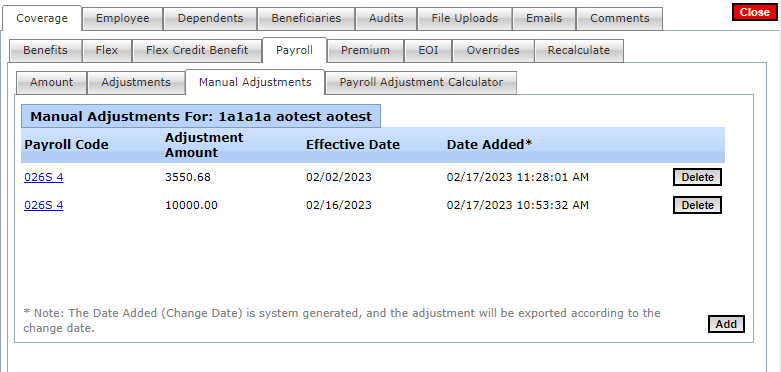 Close
Coverage Employee Dependents Beneficiaries Audits File Uploads Emails Comments
Benefits Flex Flex Credit Benefit Payroll Premium EOI Overrides Recalculate
Amount Adjustments Manual Adjustments Payroll Adjustment Calculator
Manual Adjustments For: 1a1a1a aotest aotest
Payroll Code Adjustment Effective Date Date Added*
Amount
026S 4 3550.68 02/02/2023 02/17/2023 11:28:01 AM Delete
026S 4 10000.00 02/16/2023 02/17/2023 10:53:32 AM Delete
* Note: The Date Added (Change Date) is system generated, and the adjustment will be exported according to the
change date.
Add